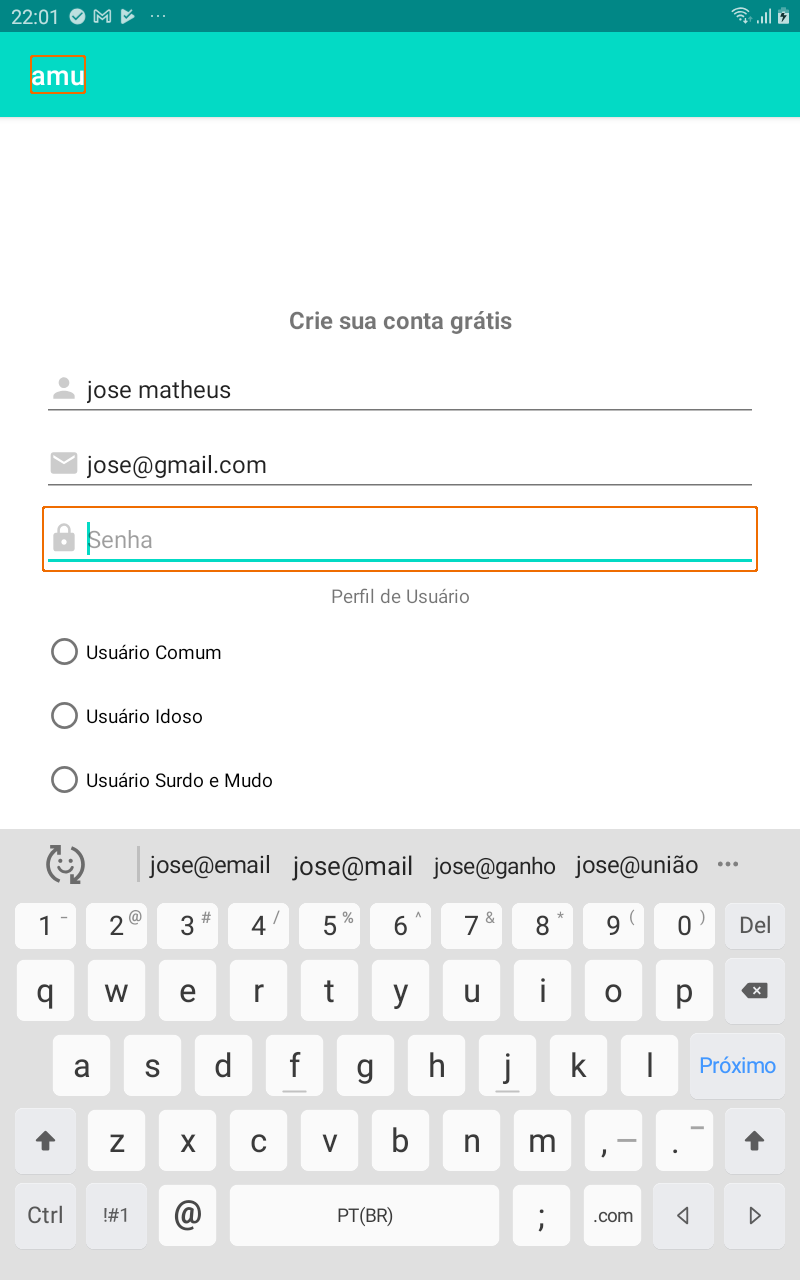 22:01
amu
Crie sua conta grátis
jose matheus
jose@gmail.com
Senha
Perfil de Usuário
Usuário Comum
Usuário Idoso
Usuário Surdo e Mudo
jose@email jose@mail jose@ganho jose@união ...
1 - 2 @ 3 # 4 / 5 % 6 ^ 7 & 8 * 9 ( 0 ) Del
q w e r t y u i o p
a s d f g h j k l Próximo
z x c v b n m , — . –
Ctrl !#1 @ PT(BR) ; .com